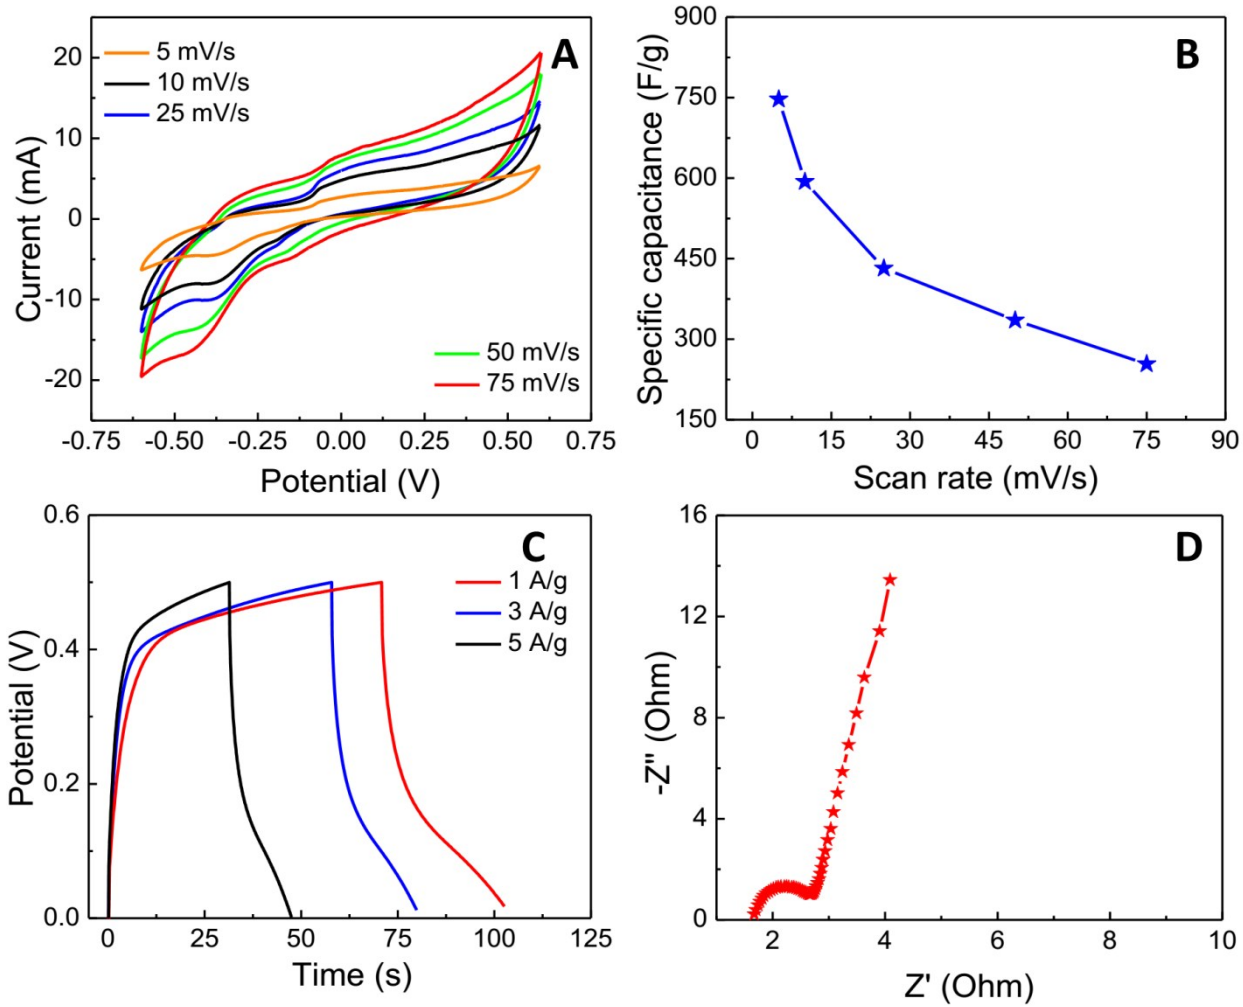 A
5 mV/s
10 mV/s
25 mV/s
50 mV/s
75 mV/s
20
10
0
-10
-20
Current (mA)
-0.75 -0.50 -0.25 0.00 0.25 0.50 0.75
Potential (V)
B
900
750
600
450
300
150
Specific capacitance (F/g)
0 15 30 45 60 75 90
Scan rate (mV/s)
C
1 A/g
3 A/g
5 A/g
0.6
0.4
0.2
0.0
Potential (V)
0 25 50 75 100 125
Time (s)
D
16
12
8
4
0
-Z" (Ohm)
2 4 6 8 10
Z' (Ohm)